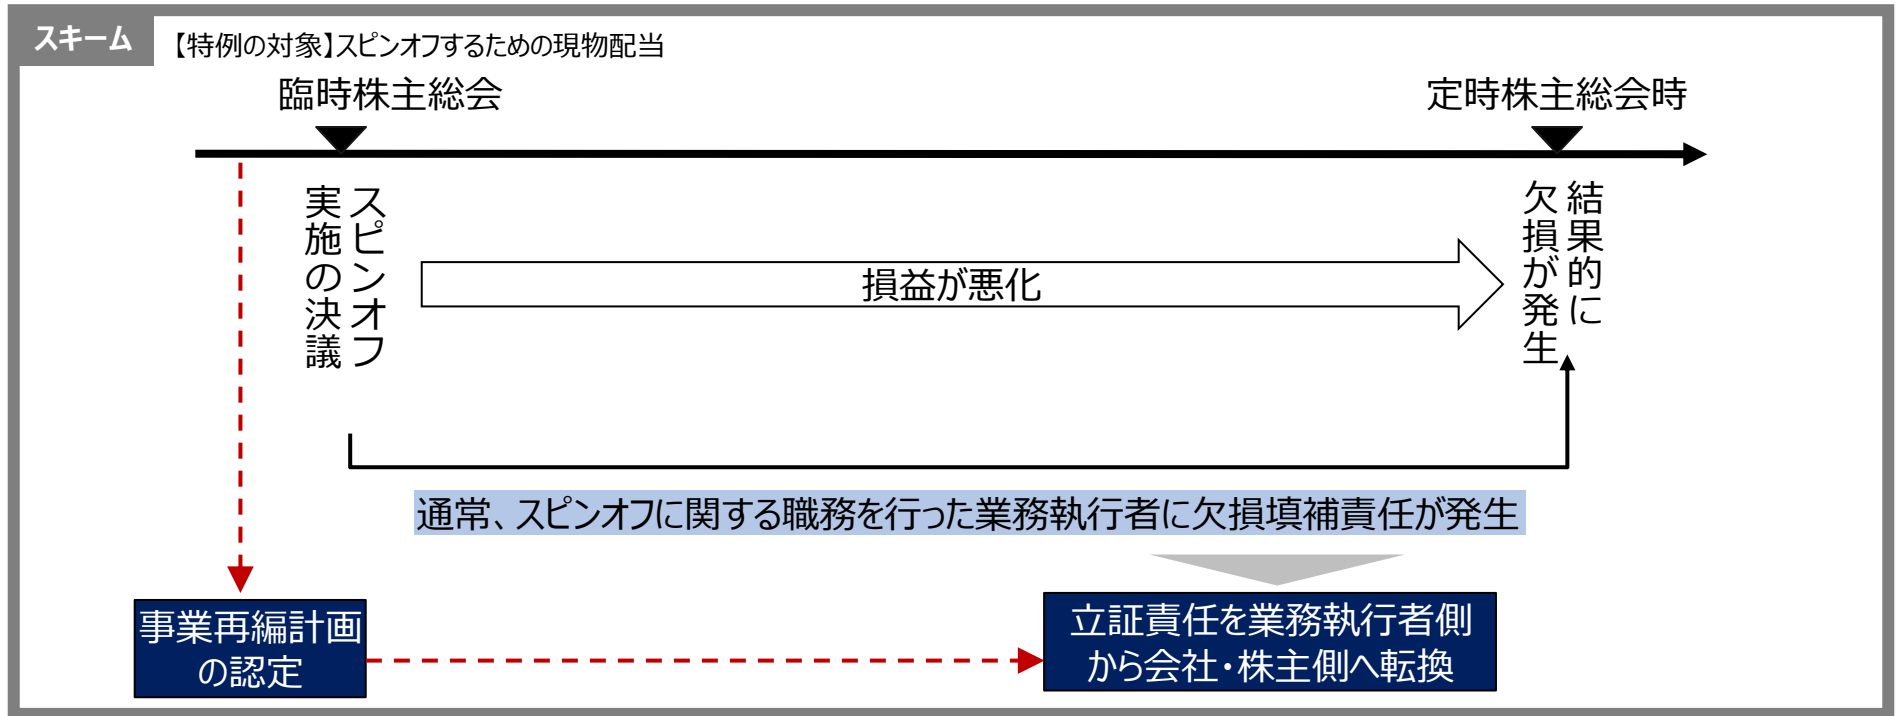 スキーム
【特例の対象】スピンオフするための現物配当
臨時株主総会
定時株主総会時
スピンオフ
実施の決議
損益が悪化
結果的に
欠損が発生
通常、スピンオフに関する職務を行った業務執行者に欠損填補責任が発生
事業再編計画
の認定
立証責任を業務執行者側
から会社・株主側へ転換